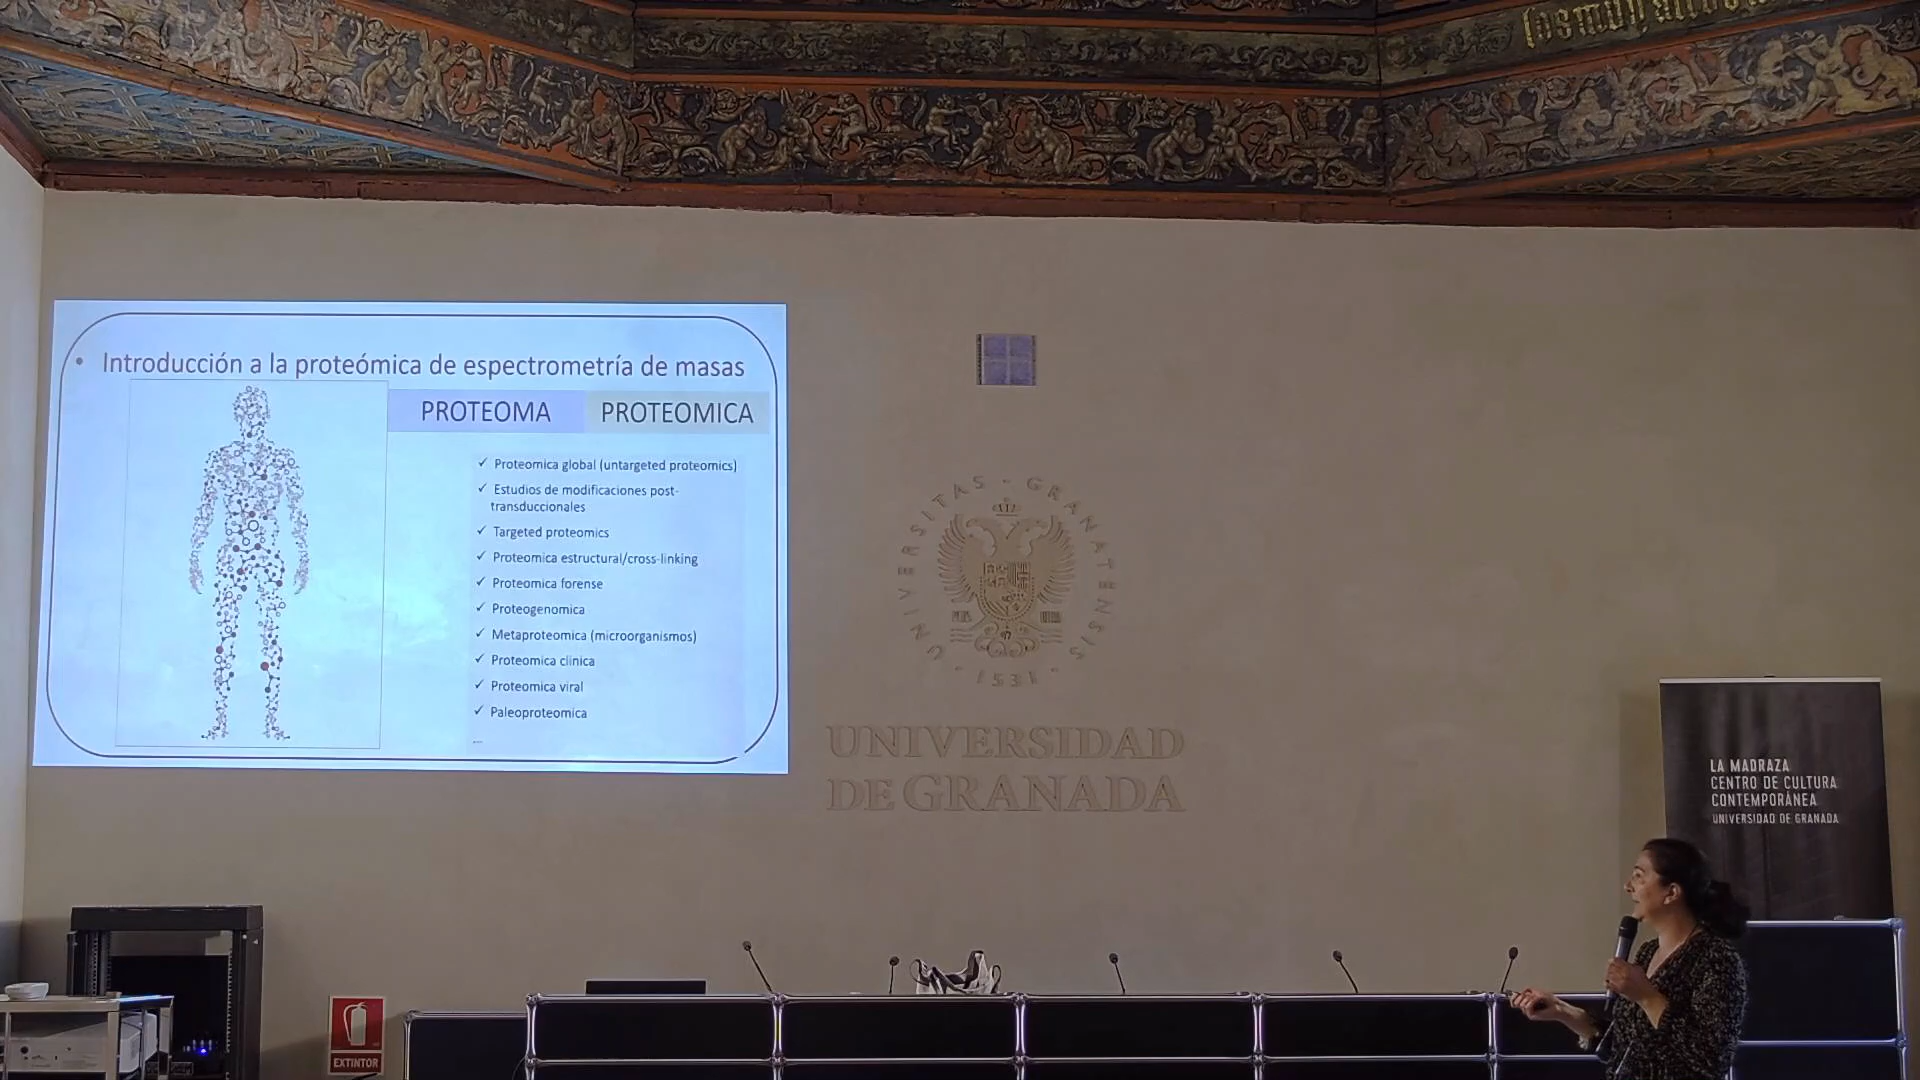 • Introducción a la proteómica de espectrometría de masas
PROTEOMA
PROTEOMICA
✓ Proteomica global (untargeted proteomics)
✓ Estudios de modificaciones post-
transduccionales
✓ Targeted proteomics
✓ Proteomica estructural/cross-linking
✓ Proteomica forense
✓ Proteogenomica
✓ Metaproteomica (microorganismos)
✓ Proteomica clinica
✓ Proteomica viral
✓ Paleoproteomica
UNIVERSITAS · GRANATENSIS
· 1531 ·
UNIVERSIDAD
DE GRANADA
LA MADRAZA
CENTRO DE CULTURA
CONTEMPORÁNEA
UNIVERSIDAD DE GRANADA
EXTINTOR